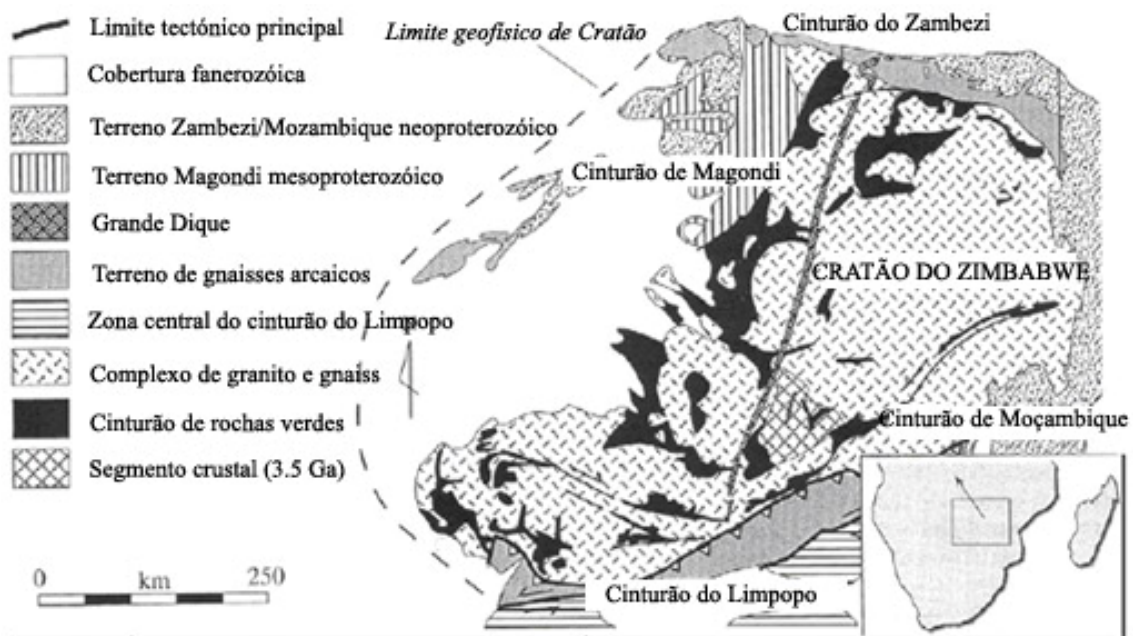 Limite tectónico principal
Cobertura fanerozóica
Terreno Zambezi/Mozambique neoproterozóico
Terreno Magondi mesoproterozóico
Grande Dique
Terreno de gnaisses arcaicos
Zona central do cinturão do Limpopo
Complexo de granito e gnaiss
Cinturão de rochas verdes
Segmento crustal (3.5 Ga)
0 km 250
Limite geofísico de Cratão
Cinturão do Zambezi
Cinturão de Magondi
CRATÃO DO ZIMBABWE
Cinturão de Moçambique
Cinturão do Limpopo